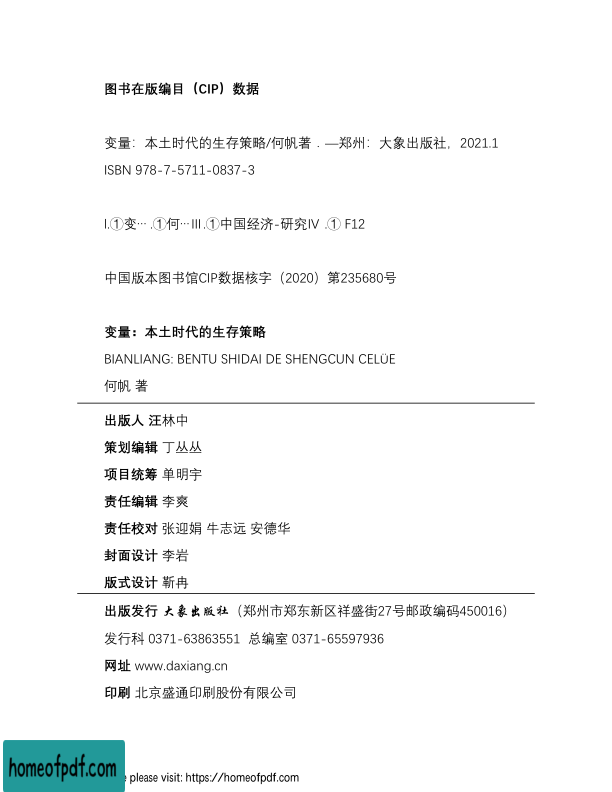 图书在版编目（CIP）数据
变量：本土时代的生存策略/何帆著．—郑州：大象出版社，2021.1
ISBN 978-7-5711-0837-3
Ⅰ.①变… .①何…Ⅲ.①中国经济-研究Ⅳ .① F12
中国版本图书馆CIP数据核字（2020）第235680号
变量：本土时代的生存策略
BIANLIANG: BENTU SHIDAI DE SHENGCUN CELÜE
何帆 著
出版人 汪林中
策划编辑 丁丛丛
项目统筹 单明宇
责任编辑 李爽
责任校对 张迎娟 牛志远 安德华
封面设计 李岩
版式设计 靳冉
出版发行 大象出版社（郑州市郑东新区祥盛街27号邮政编码450016）
发行科 0371-63863551 总编室 0371-65597936
网址 www.daxiang.cn
印刷 北京盛通印刷股份有限公司
homeofpdf.com
please visit: https://homeofpdf.com